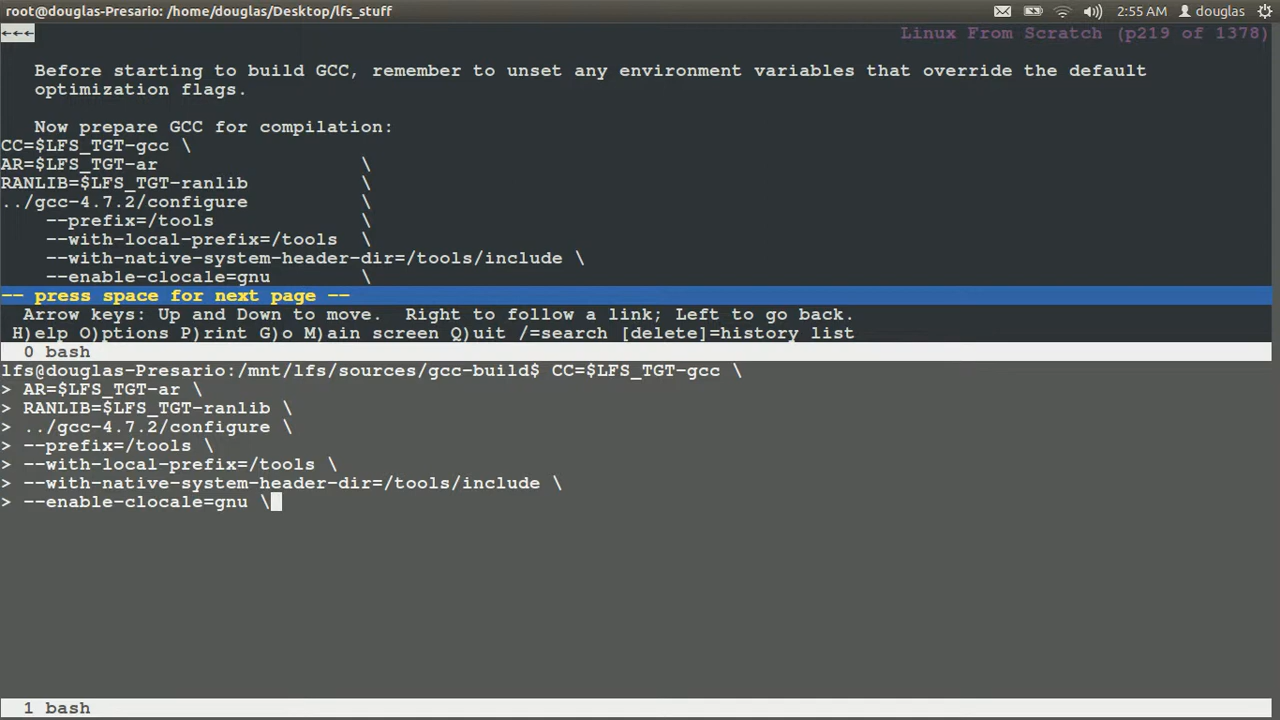 root@douglas-Presario: /home/douglas/Desktop/lfs_stuff 2:55 AM douglas
←←← Linux From Scratch (p219 of 1378)
Before starting to build GCC, remember to unset any environment variables that override the default
optimization flags.
Now prepare GCC for compilation:
CC=$LFS_TGT-gcc \
AR=$LFS_TGT-ar \
RANLIB=$LFS_TGT-ranlib \
../gcc-4.7.2/configure \
--prefix=/tools \
--with-local-prefix=/tools \
--with-native-system-header-dir=/tools/include \
--enable-clocale=gnu \
-- press space for next page --
Arrow keys: Up and Down to move. Right to follow a link; Left to go back.
H)elp O)ptions P)rint G)o M)ain screen Q)uit /=search [delete]=history list
0 bash
lfs@douglas-Presario:/mnt/lfs/sources/gcc-build$ CC=$LFS_TGT-gcc \
> AR=$LFS_TGT-ar \
> RANLIB=$LFS_TGT-ranlib \
> ../gcc-4.7.2/configure \
> --prefix=/tools \
> --with-local-prefix=/tools \
> --with-native-system-header-dir=/tools/include \
> --enable-clocale=gnu \
1 bash